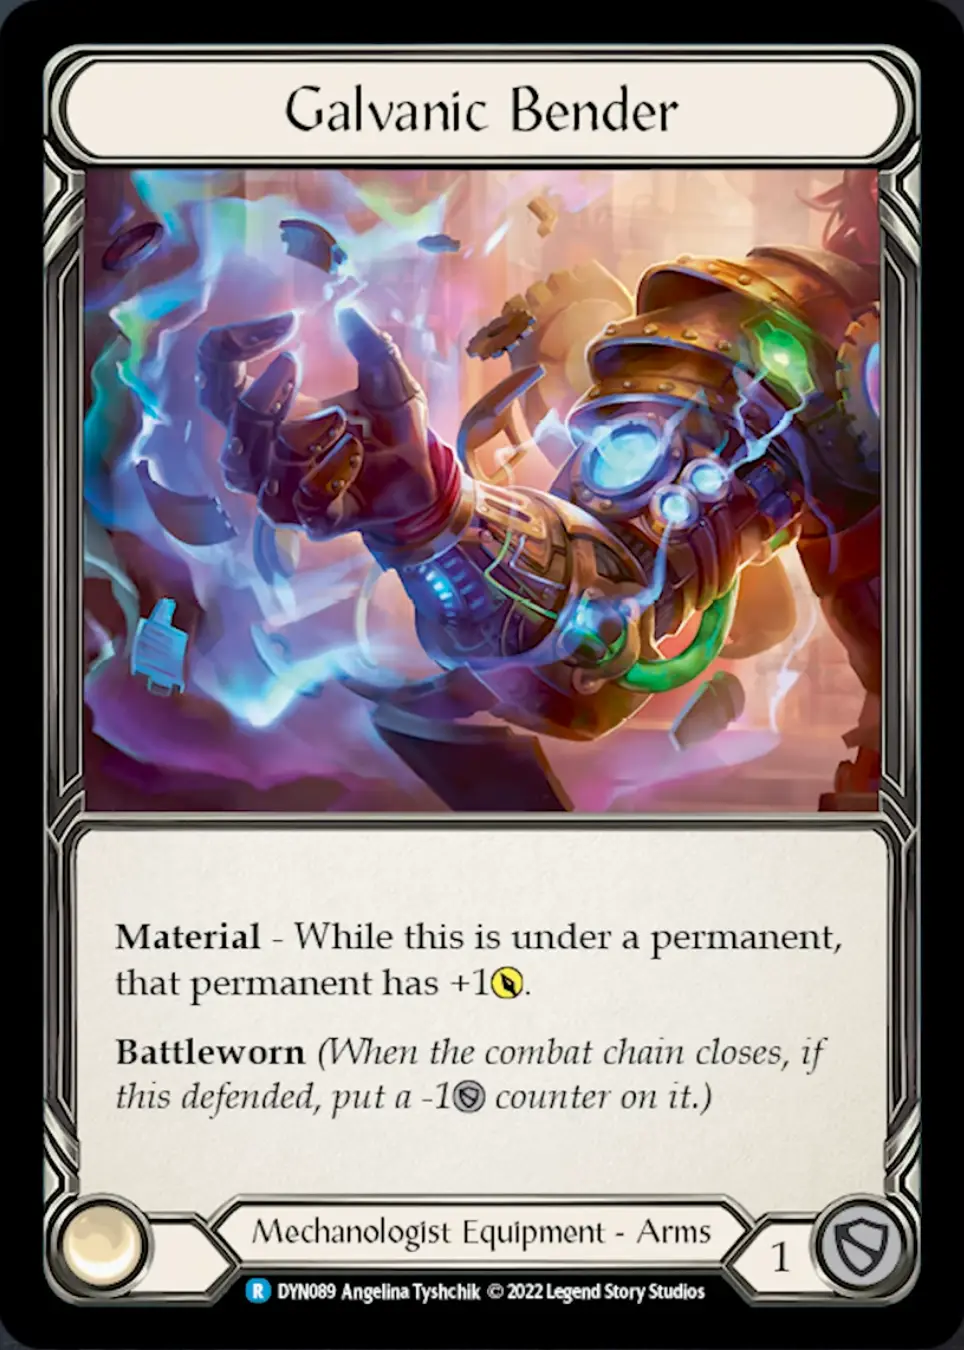 Galvanic Bender
Material - While this is under a permanent,
that permanent has +1.
Battleworn (When the combat chain closes, if
this defended, put a -1 counter on it.)
Mechanologist Equipment - Arms
1
R DYN089 Angelina Tyshchik © 2022 Legend Story Studios